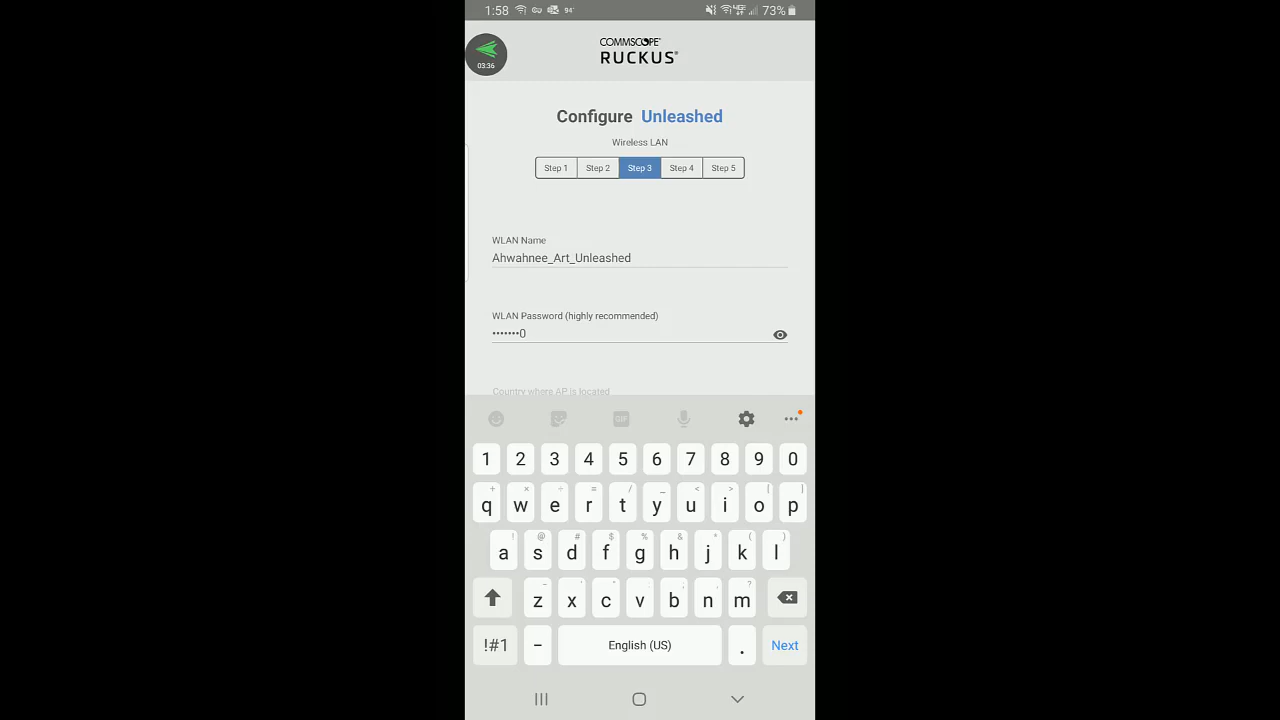 1:58 94° 73%
03:36
COMMSCOPE®
RUCKUS®
Configure Unleashed
Wireless LAN
Step 1 Step 2 Step 3 Step 4 Step 5
WLAN Name
Ahwahnee_Art_Unleashed
WLAN Password (highly recommended)
•••••••0
Country where AP is located
GIF
1 2 3 4 5 6 7 8 9 0
+ × ÷ = / _ < > [ ]
q w e r t y u i o p
! @ # $ % & * ( )
a s d f g h j k l
z x c v b n m
!#1 - English (US) . Next